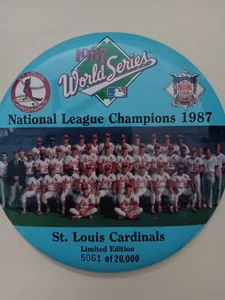 1987
World Series
National League Champions 1987
St. Louis Cardinals
Limited Edition
5061 of 20,000